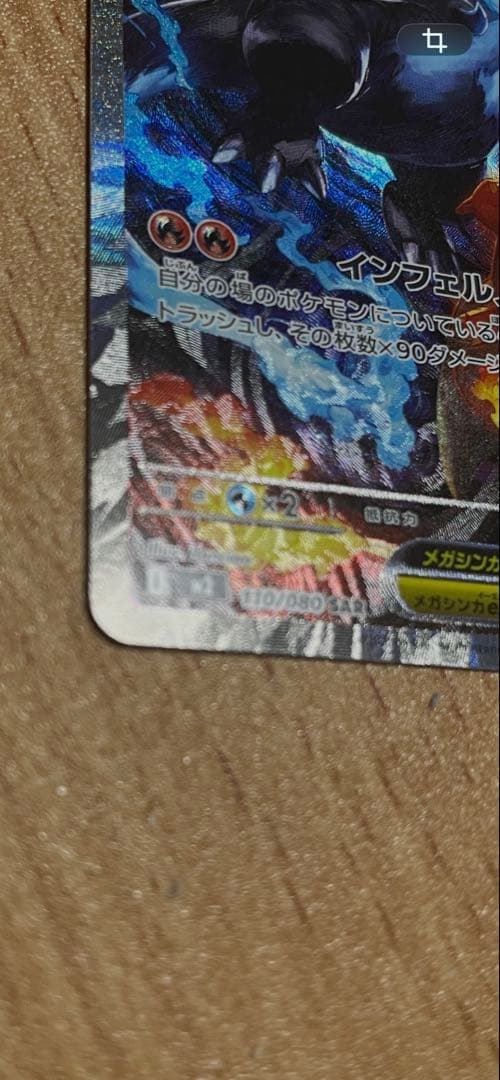 インフェル
自分の場のポケモンについている
トラッシュし、その枚数×90ダメージ
×2 抵抗力
メガシンカ
110/080 SAR
メガシンカe